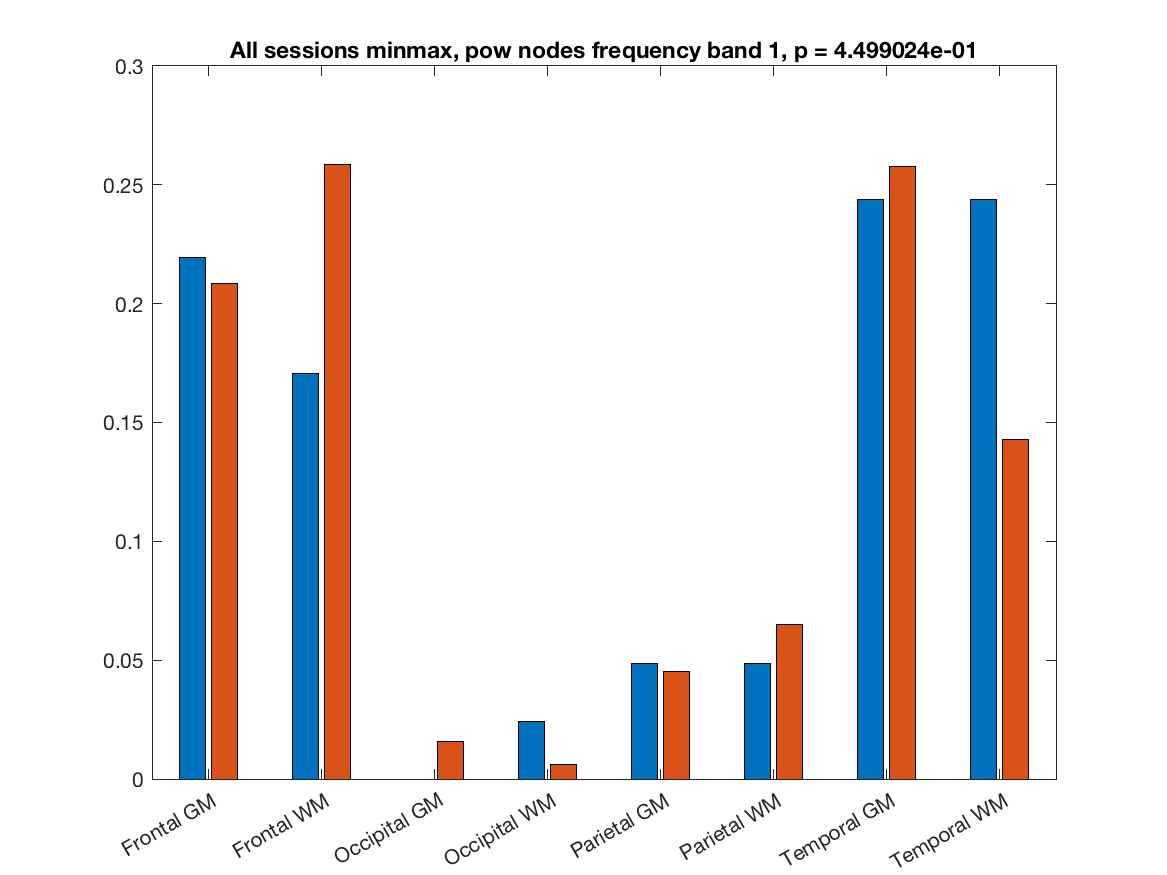 All sessions minmax, pow nodes frequency band 1, p = 4.499024e-01
0.3
0.25
0.2
0.15
0.1
0.05
0
Frontal GM
Frontal WM
Occipital GM
Occipital WM
Parietal GM
Parietal WM
Temporal GM
Temporal WM